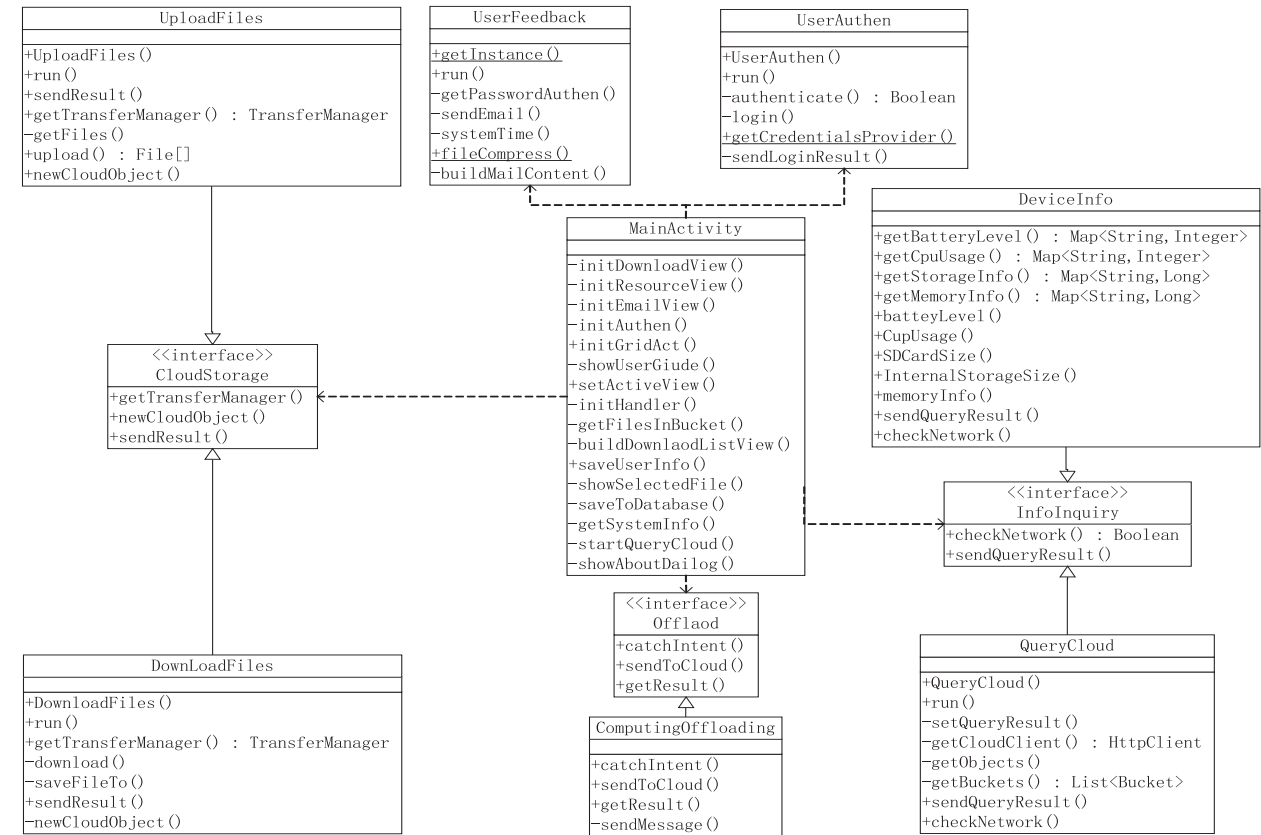 UploadFiles
+UploadFiles()
+run()
+sendResult()
+getTransferManager() : TransferManager
-getFiles()
+upload() : File[]
+newCloudObject()
UserFeedback
+getInstance()
+run()
-getPasswordAuthen()
-sendEmail()
-systemTime()
+fileCompress()
-buildMailContent()
UserAuthen
+UserAuthen()
+run()
-authenticate() : Boolean
-login()
+getCredentialsProvider()
-sendLoginResult()
MainActivity
-initDownloadView()
-initResourceView()
-initEmailView()
-initAuthen()
+initGridAct()
-showUserGiude()
+setActiveView()
-initHandler()
-getFilesInBucket()
-buildDownlaodListView()
+saveUserInfo()
-showSelectedFile()
-saveToDatabase()
-getSystemInfo()
-startQueryCloud()
-showAboutDailog()
DeviceInfo
+getBatteryLevel() : Map<String,Integer>
+getCpuUsage() : Map<String,Integer>
+getStorageInfo() : Map<String,Long>
+getMemoryInfo() : Map<String,Long>
+batteyLevel()
+CupUsage()
+SDCardSize()
+InternalStorageSize()
+memoryInfo()
+sendQueryResult()
+checkNetwork()
<<interface>>
CloudStorage
+getTransferManager()
+newCloudObject()
+sendResult()
<<interface>>
InfoInquiry
+checkNetwork() : Boolean
+sendQueryResult()
<<interface>>
Offlaod
+catchIntent()
+sendToCloud()
+getResult()
DownLoadFiles
+DownloadFiles()
+run()
+getTransferManager() : TransferManager
-download()
-saveFileTo()
+sendResult()
-newCloudObject()
ComputingOffloading
+catchIntent()
+sendToCloud()
+getResult()
-sendMessage()
QueryCloud
+QueryCloud()
+run()
-setQueryResult()
-getCloudClient() : HttpClient
-getObjects()
-getBuckets() : List<Bucket>
+sendQueryResult()
+checkNetwork()